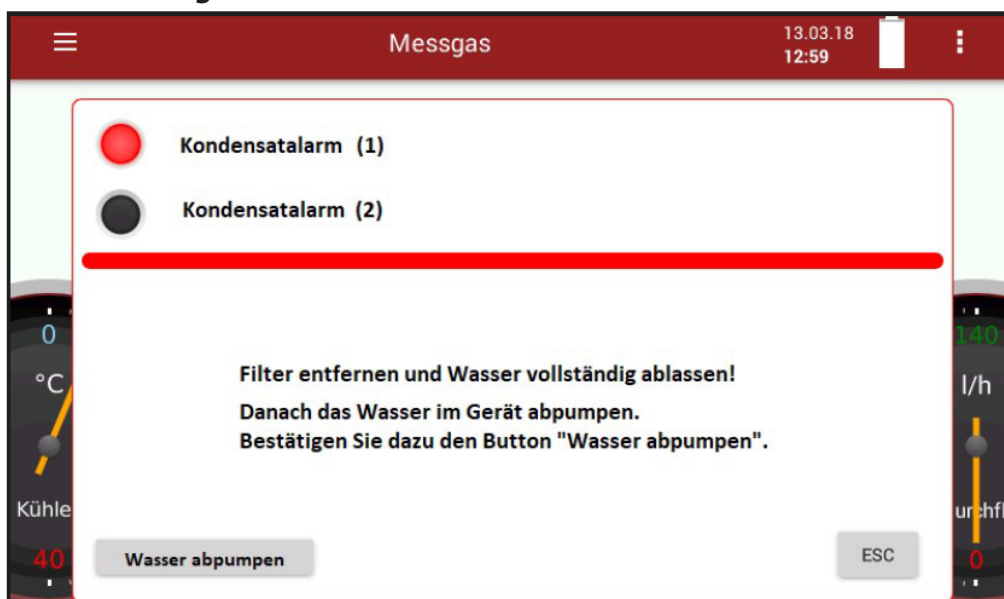 Messgas
13.03.18
12:59
Kondensatalarm (1)
Kondensatalarm (2)
0
°C
Kühle
40
140
l/h
urchfl
0
Filter entfernen und Wasser vollständig ablassen!
Danach das Wasser im Gerät abpumpen.
Bestätigen Sie dazu den Button "Wasser abpumpen".
Wasser abpumpen
ESC